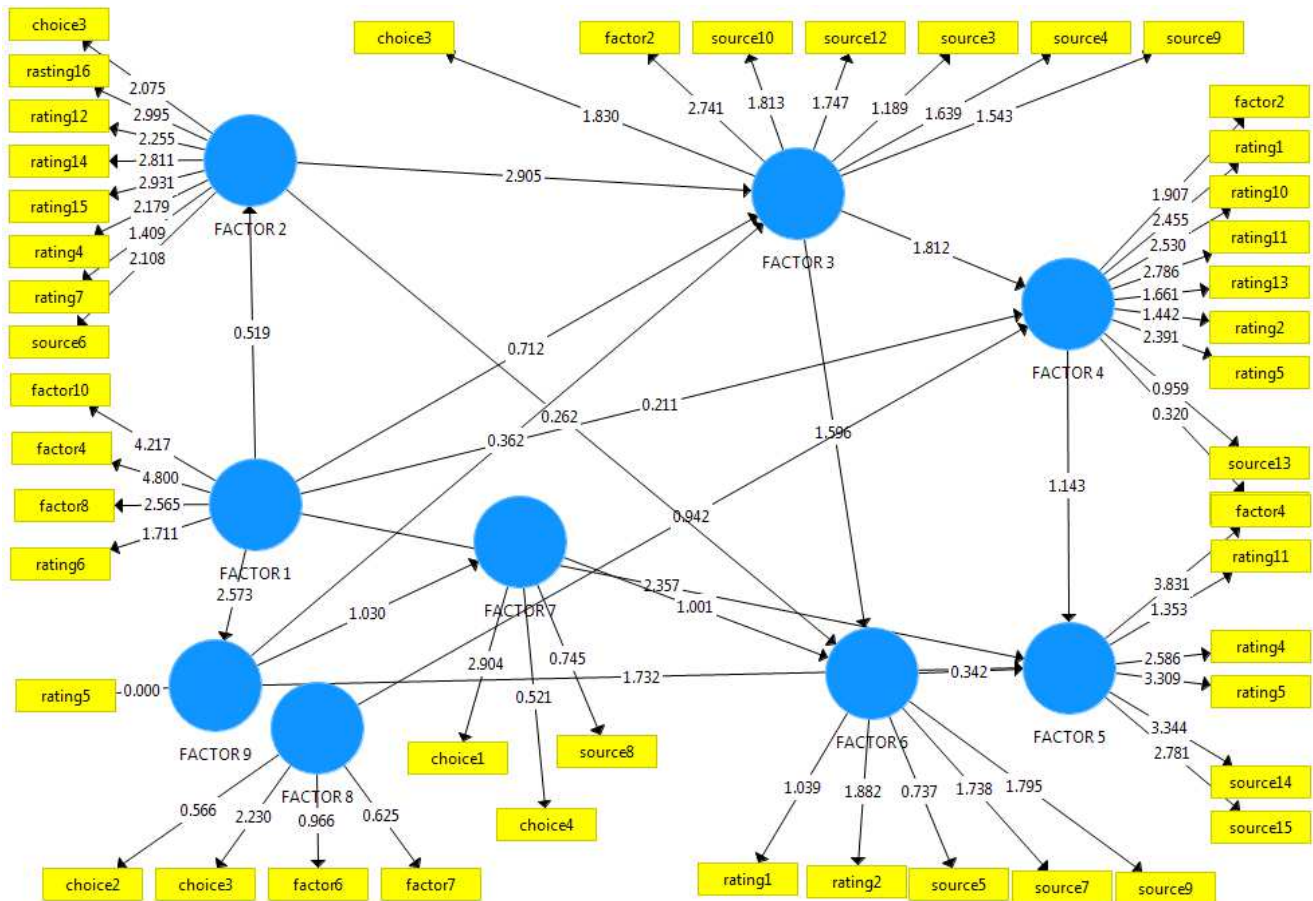 choice3
rasting16
rating12
rating14
rating15
rating4
rating7
source6
2.075
2.995
2.255
2.811
2.931
2.179
1.409
2.108
FACTOR 2
choice3
factor2
source10
source12
source3
source4
source9
1.830
2.741
1.813
1.747
1.189
1.639
1.543
FACTOR 3
2.905
factor2
rating1
rating10
rating11
rating13
rating2
rating5
source13
1.907
2.455
2.530
2.786
1.661
1.442
2.391
0.959
0.320
FACTOR 4
1.812
0.519
0.712
0.211
0.262
0.362
1.596
1.143
0.942
factor10
factor4
factor8
rating6
4.217
4.800
2.565
1.711
FACTOR 1
2.573
1.030
FACTOR 7
2.357
1.001
2.904
0.521
0.745
choice1
choice4
source8
factor4
rating11
rating4
rating5
source14
source15
3.831
1.353
2.586
3.309
3.344
2.781
FACTOR 5
rating5
0.000
FACTOR 9
1.732
0.342
FACTOR 8
0.566
2.230
0.966
0.625
choice2
choice3
factor6
factor7
FACTOR 6
1.039
1.882
0.737
1.738
1.795
rating1
rating2
source5
source7
source9